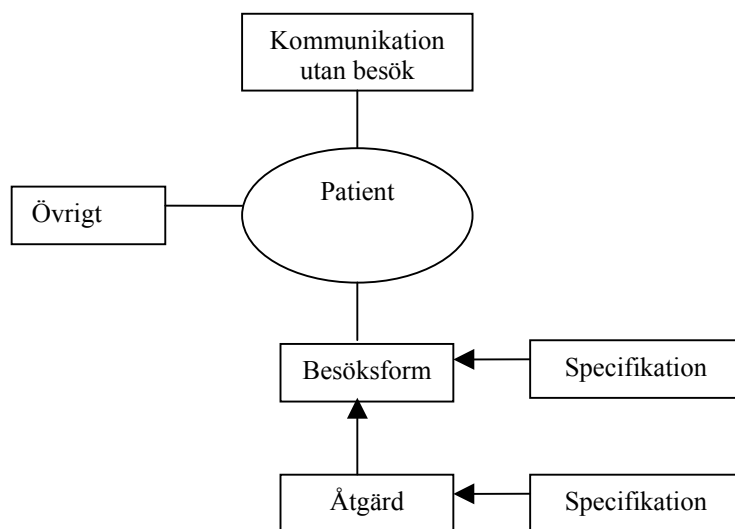 Kommunikation
utan besök
Patient
Övrigt
Besöksform
Specifikation
Åtgärd
Specifikation